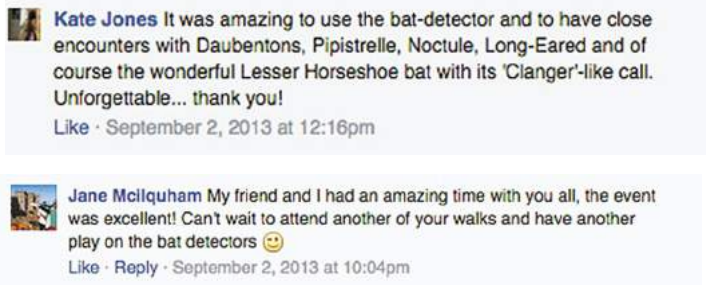 Kate Jones It was amazing to use the bat-detector and to have close
encounters with Daubentons, Pipistrelle, Noctule, Long-Eared and of
course the wonderful Lesser Horseshoe bat with its 'Clanger'-like call.
Unforgettable... thank you!
Like · September 2, 2013 at 12:16pm
Jane Mcilquham My friend and I had an amazing time with you all, the event
was excellent! Can't wait to attend another of your walks and have another
play on the bat detectors
Like · Reply · September 2, 2013 at 10:04pm